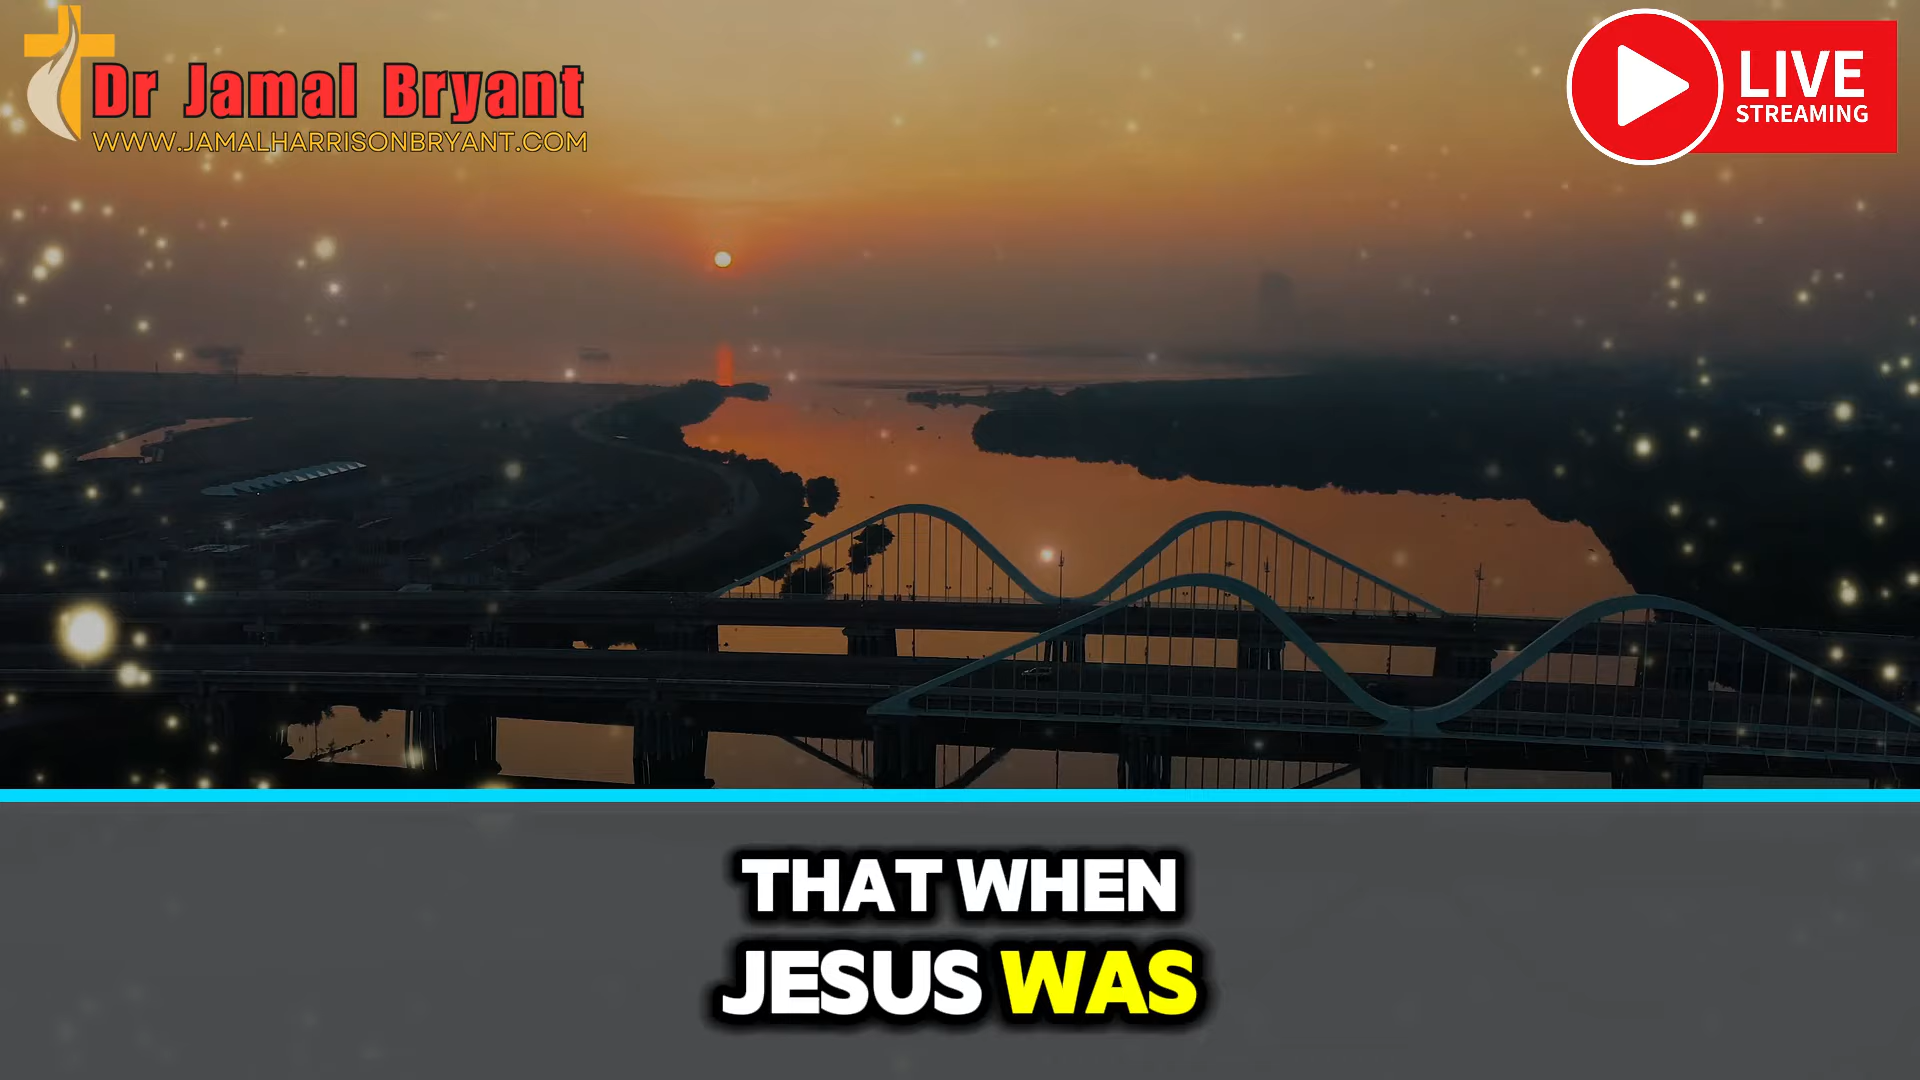 Dr Jamal Bryant
WWW.JAMALHARRISONBRYANT.COM
LIVE
STREAMING
THAT WHEN
JESUS WAS